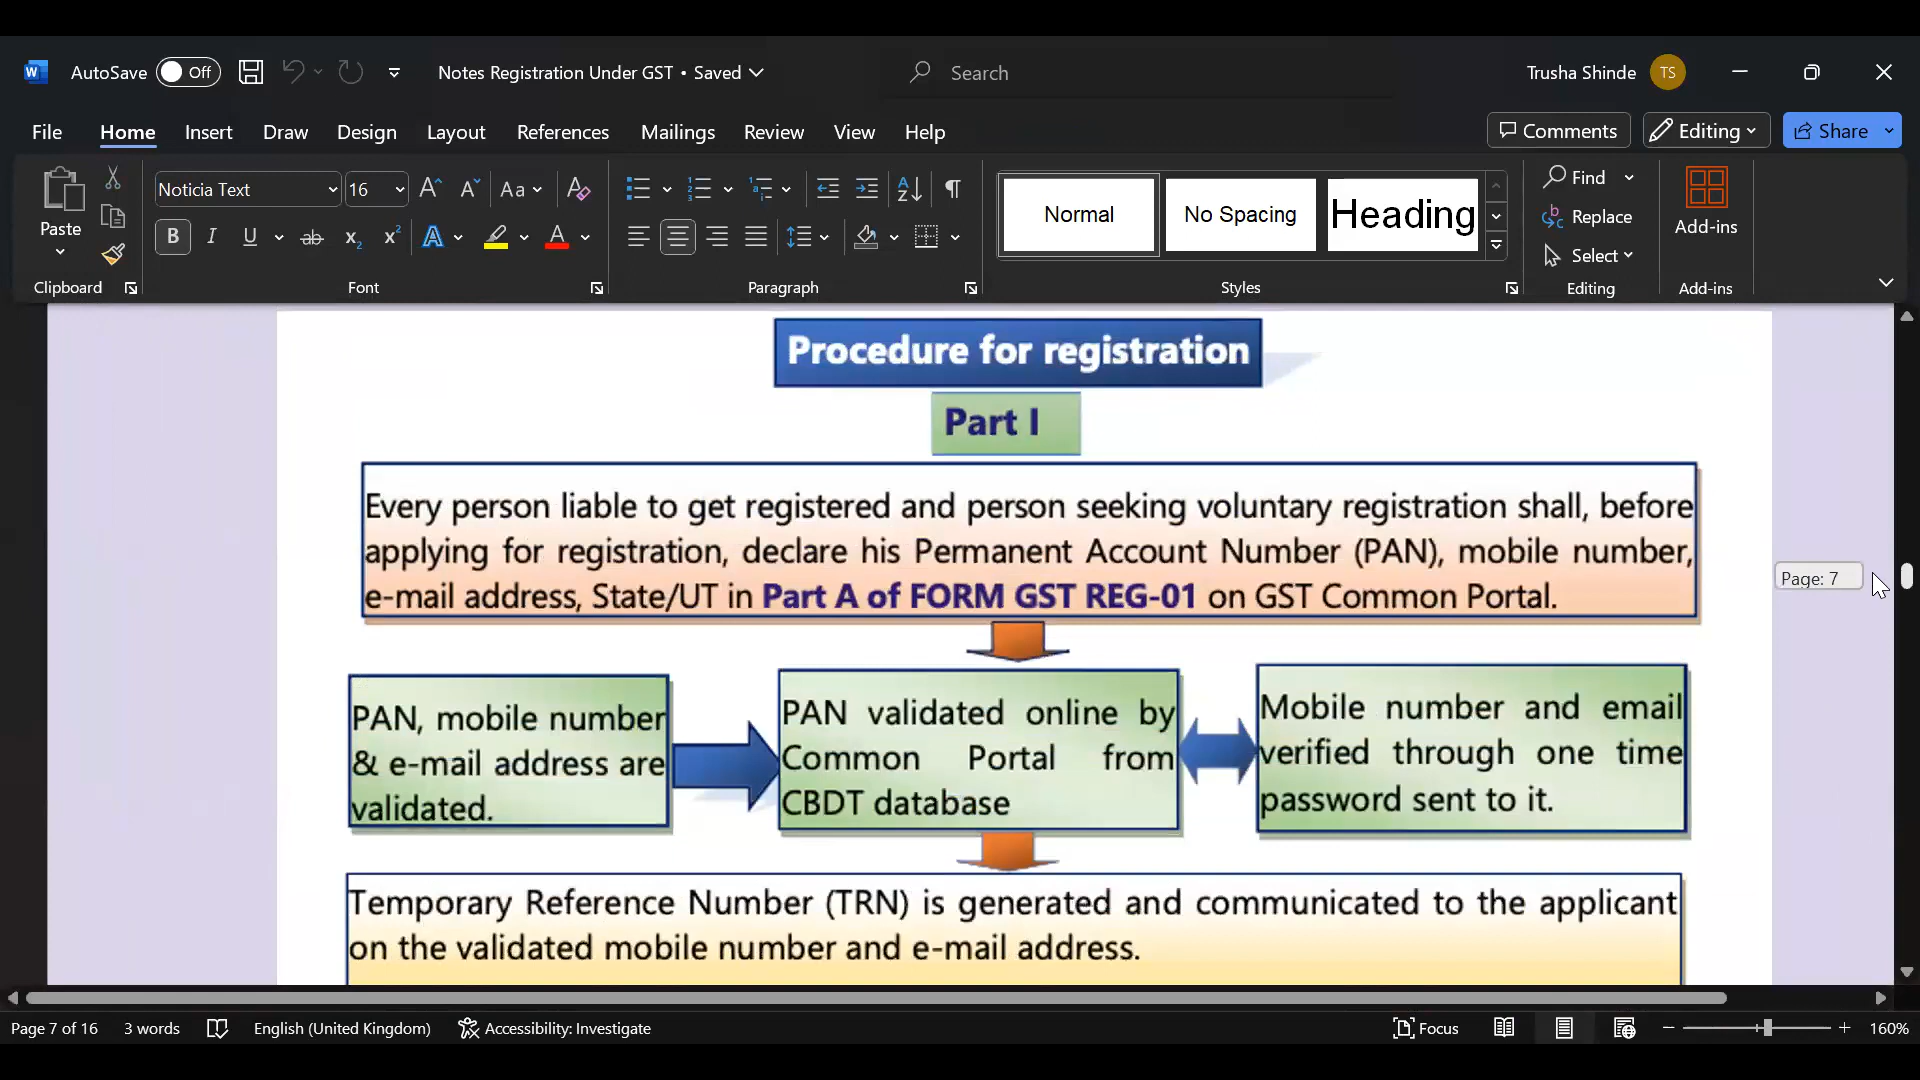 AutoSave Off
Notes Registration Under GST • Saved
Search
Trusha Shinde
TS
File Home Insert Draw Design Layout References Mailings Review View Help
Comments Editing Share
Paste
Clipboard
Noticia Text 16
Font
Paragraph
Normal
No Spacing
Heading
Styles
Find
Replace
Select
Editing
Add-ins
Add-ins
Procedure for registration
Part I
Every person liable to get registered and person seeking voluntary registration shall, before
applying for registration, declare his Permanent Account Number (PAN), mobile number,
e-mail address, State/UT in Part A of FORM GST REG-01 on GST Common Portal.
PAN, mobile number
& e-mail address are
validated.
PAN validated online by
Common Portal from
CBDT database
Mobile number and email
verified through one time
password sent to it.
Temporary Reference Number (TRN) is generated and communicated to the applicant
on the validated mobile number and e-mail address.
Page: 7
Page 7 of 16 3 words English (United Kingdom) Accessibility: Investigate Focus 160%